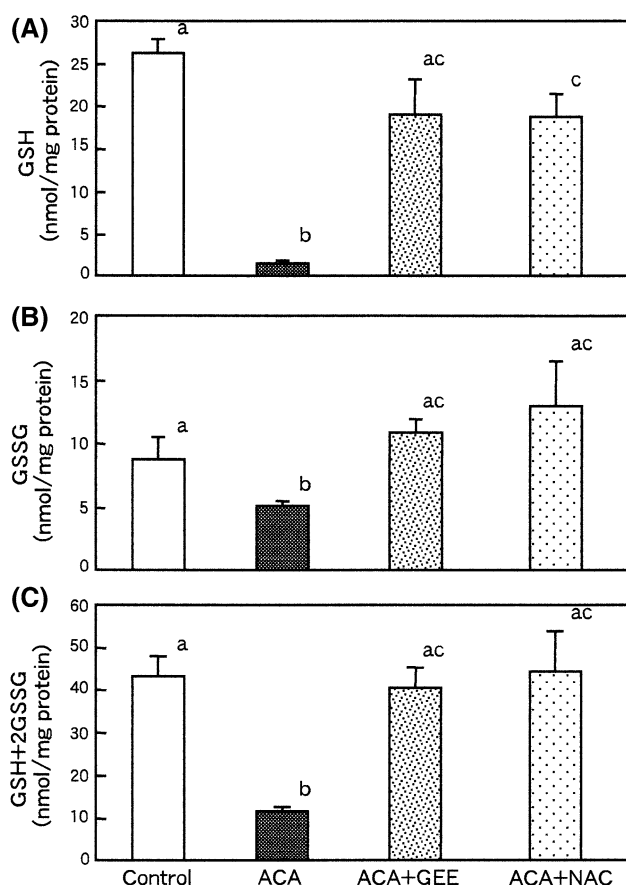 (A)
GSH
(nmol/mg protein)
30
25
20
15
10
5
0
a
b
ac
c
(B)
GSSG
(nmol/mg protein)
20
15
10
5
0
a
b
ac
ac
(C)
GSH+2GSSG
(nmol/mg protein)
60
50
40
30
20
10
0
a
b
ac
ac
Control ACA ACA+GEE ACA+NAC